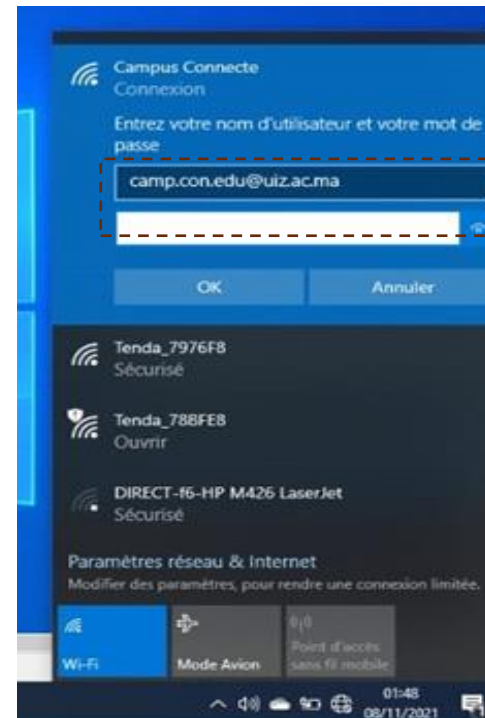 Campus Connecte
Connexion
Entrez votre nom d'utilisateur et votre mot de
passe
camp.con.edu@uiz.ac.ma
OK Annuler
Tenda_7976F8
Sécurisé
Tenda_788FE8
Ouvrir
DIRECT-f6-HP M426 LaserJet
Sécurisé
Paramètres réseau & Internet
Modifier des paramètres, pour rendre une connexion limitée.
Wi-Fi
Mode Avion
Point d'accès
sans fil mobile
01:48
08/11/2021